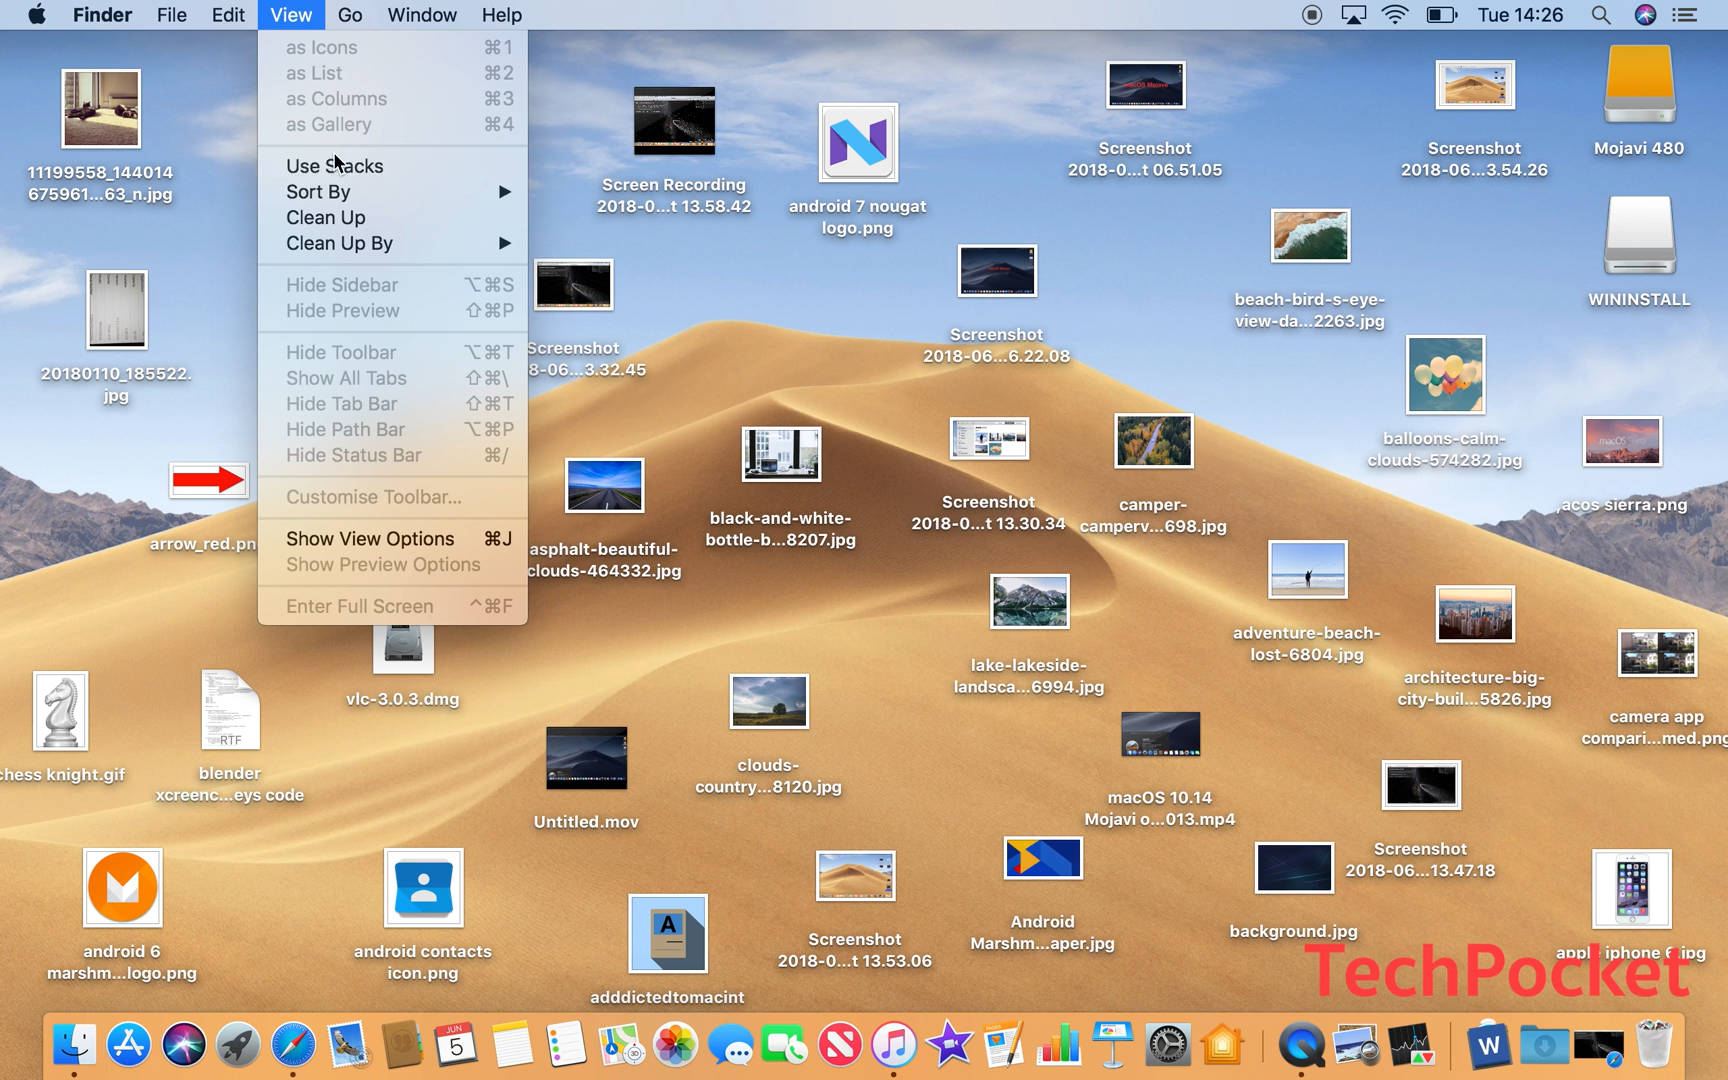 Finder File Edit View Go Window Help
Tue 14:26
as Icons ⌘1
as List ⌘2
as Columns ⌘3
as Gallery ⌘4
Use Stacks
Sort By
Clean Up
Clean Up By
Hide Sidebar ⌥⌘S
Hide Preview ⇧⌘P
Hide Toolbar ⌥⌘T
Show All Tabs ⇧⌘\
Hide Tab Bar ⇧⌘T
Hide Path Bar ⌥⌘P
Hide Status Bar ⌘/
Customise Toolbar...
Show View Options ⌘J
Show Preview Options
Enter Full Screen ^⌘F
11199558_144014
675961...63_n.jpg
20180110_185522.
jpg
arrow_red.pn
Screen Recording
2018-0...t 13.58.42
android 7 nougat
logo.png
Screenshot
2018-0...t 06.51.05
Screenshot
2018-06...3.54.26
Mojavi 480
WININSTALL
beach-bird-s-eye-
view-da...2263.jpg
Screenshot
8-06...3.32.45
Screenshot
2018-06...6.22.08
balloons-calm-
clouds-574282.jpg
,acos sierra.png
asphalt-beautiful-
clouds-464332.jpg
black-and-white-
bottle-b...8207.jpg
Screenshot
2018-0...t 13.30.34
camper-
camperv...698.jpg
adventure-beach-
lost-6804.jpg
architecture-big-
city-buil...5826.jpg
camera app
compari...med.png
lake-lakeside-
landsca...6994.jpg
vlc-3.0.3.dmg
chess knight.gif
RTF
blender
xcreenc...eys code
Untitled.mov
clouds-
country...8120.jpg
macOS 10.14
Mojavi o...013.mp4
Screenshot
2018-06...13.47.18
android 6
marshm...logo.png
android contacts
icon.png
A
adddictedtomacint
Screenshot
2018-0...t 13.53.06
Android
Marshm...aper.jpg
background.jpg
apple iphone 6.jpg
TechPocket
JUN
5
W